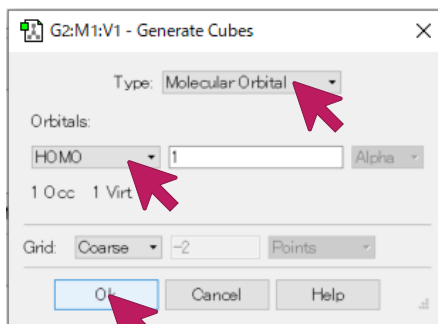 G2:M1:V1 - Generate Cubes
Type: Molecular Orbital
Orbitals:
HOMO 1 Alpha
1 Occ 1 Virt
Grid: Coarse -2 Points
Ok Cancel Help